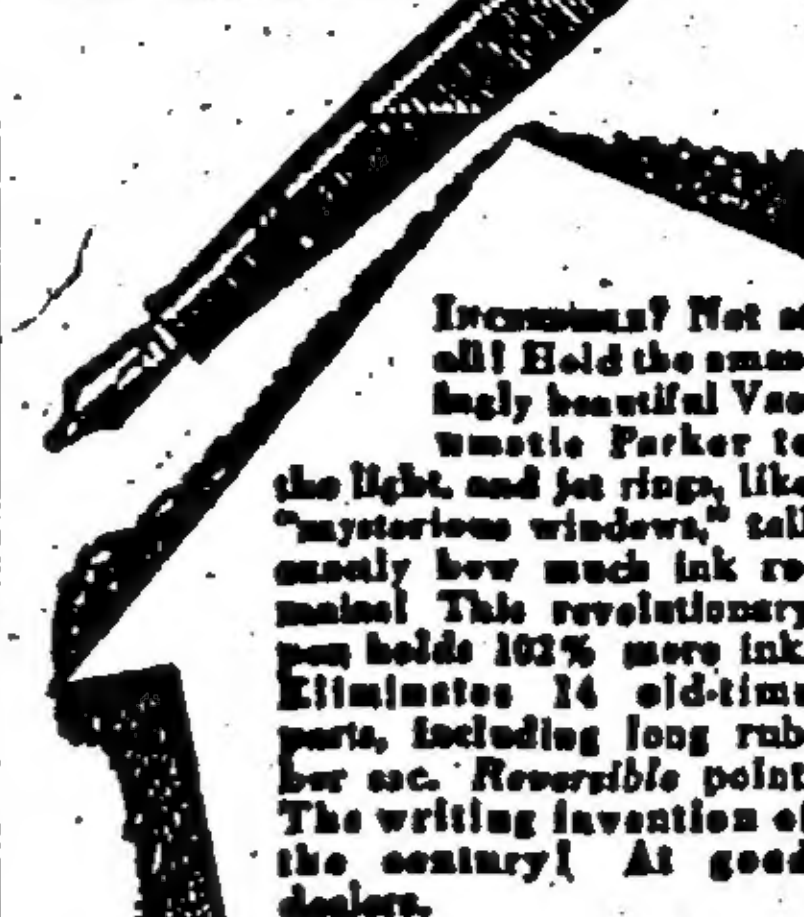 Not a
all! Hold the amaz
ingly beautiful Vac
umatic Parker to
the light, and jet rings, like
"mysterious windows," tell
exactly how much ink re
mains! This revolutionary
pen holds 102% more ink
Eliminates 14 old-time
parts, including long rub
ber sac. Reversible point
The writing invention of
the century! At good
dealers.